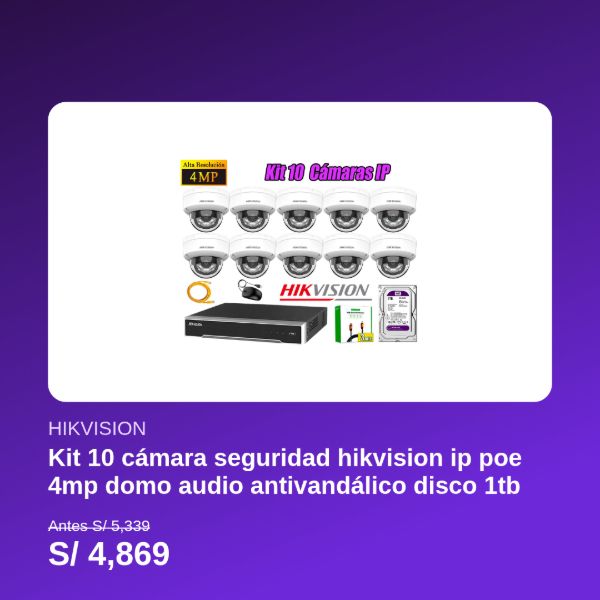 Alta Resolución
4MP
Kit 10 Cámaras IP
HIKVISION
HIKVISION
Kit 10 cámara seguridad hikvision ip poe
4mp domo audio antivandálico disco 1tb
Antes S/ 5,339
S/ 4,869